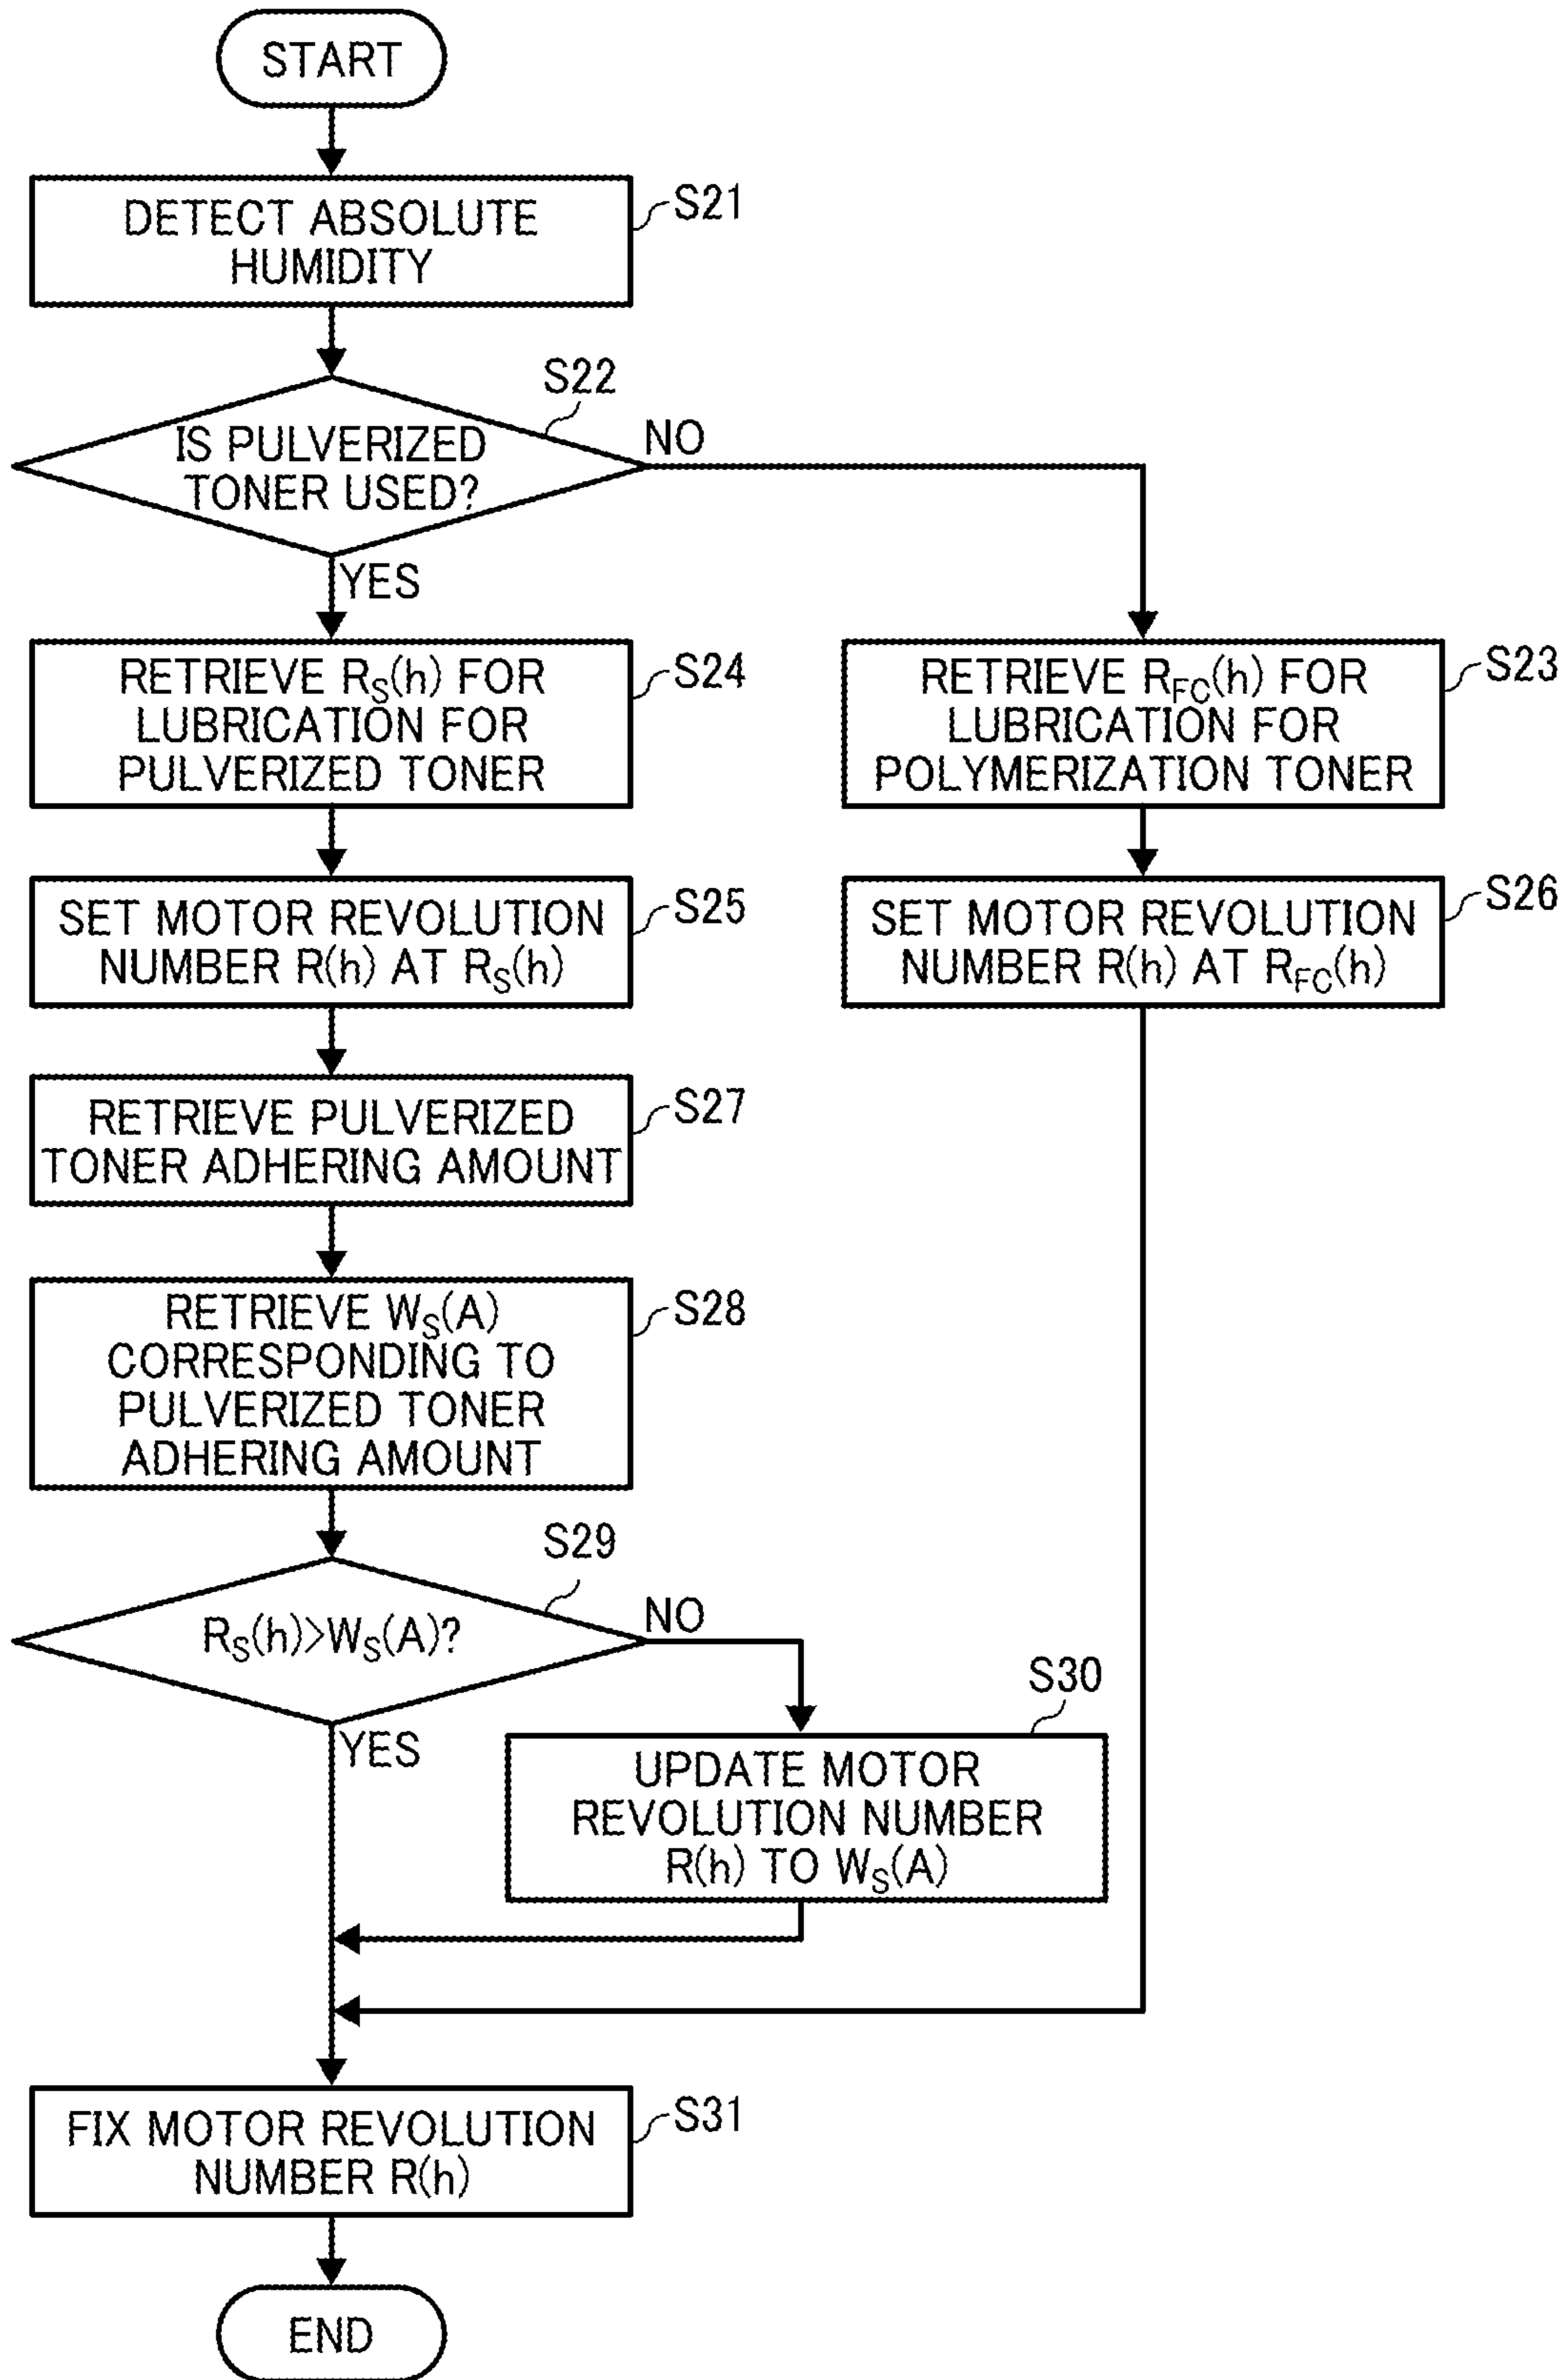 START
DETECT ABSOLUTE
HUMIDITY
S21
IS PULVERIZED
TONER USED?
S22
NO
YES
RETRIEVE RS(h) FOR
LUBRICATION FOR
PULVERIZED TONER
S24
RETRIEVE RFC(h) FOR
LUBRICATION FOR
POLYMERIZATION TONER
S23
SET MOTOR REVOLUTION
NUMBER R(h) AT RS(h)
S25
SET MOTOR REVOLUTION
NUMBER R(h) AT RFC(h)
S26
RETRIEVE PULVERIZED
TONER ADHERING AMOUNT
S27
RETRIEVE WS(A)
CORRESPONDING TO
PULVERIZED TONER
ADHERING AMOUNT
S28
RS(h)>WS(A)?
S29
NO
YES
UPDATE MOTOR
REVOLUTION NUMBER
R(h) TO WS(A)
S30
FIX MOTOR REVOLUTION
NUMBER R(h)
S31
END